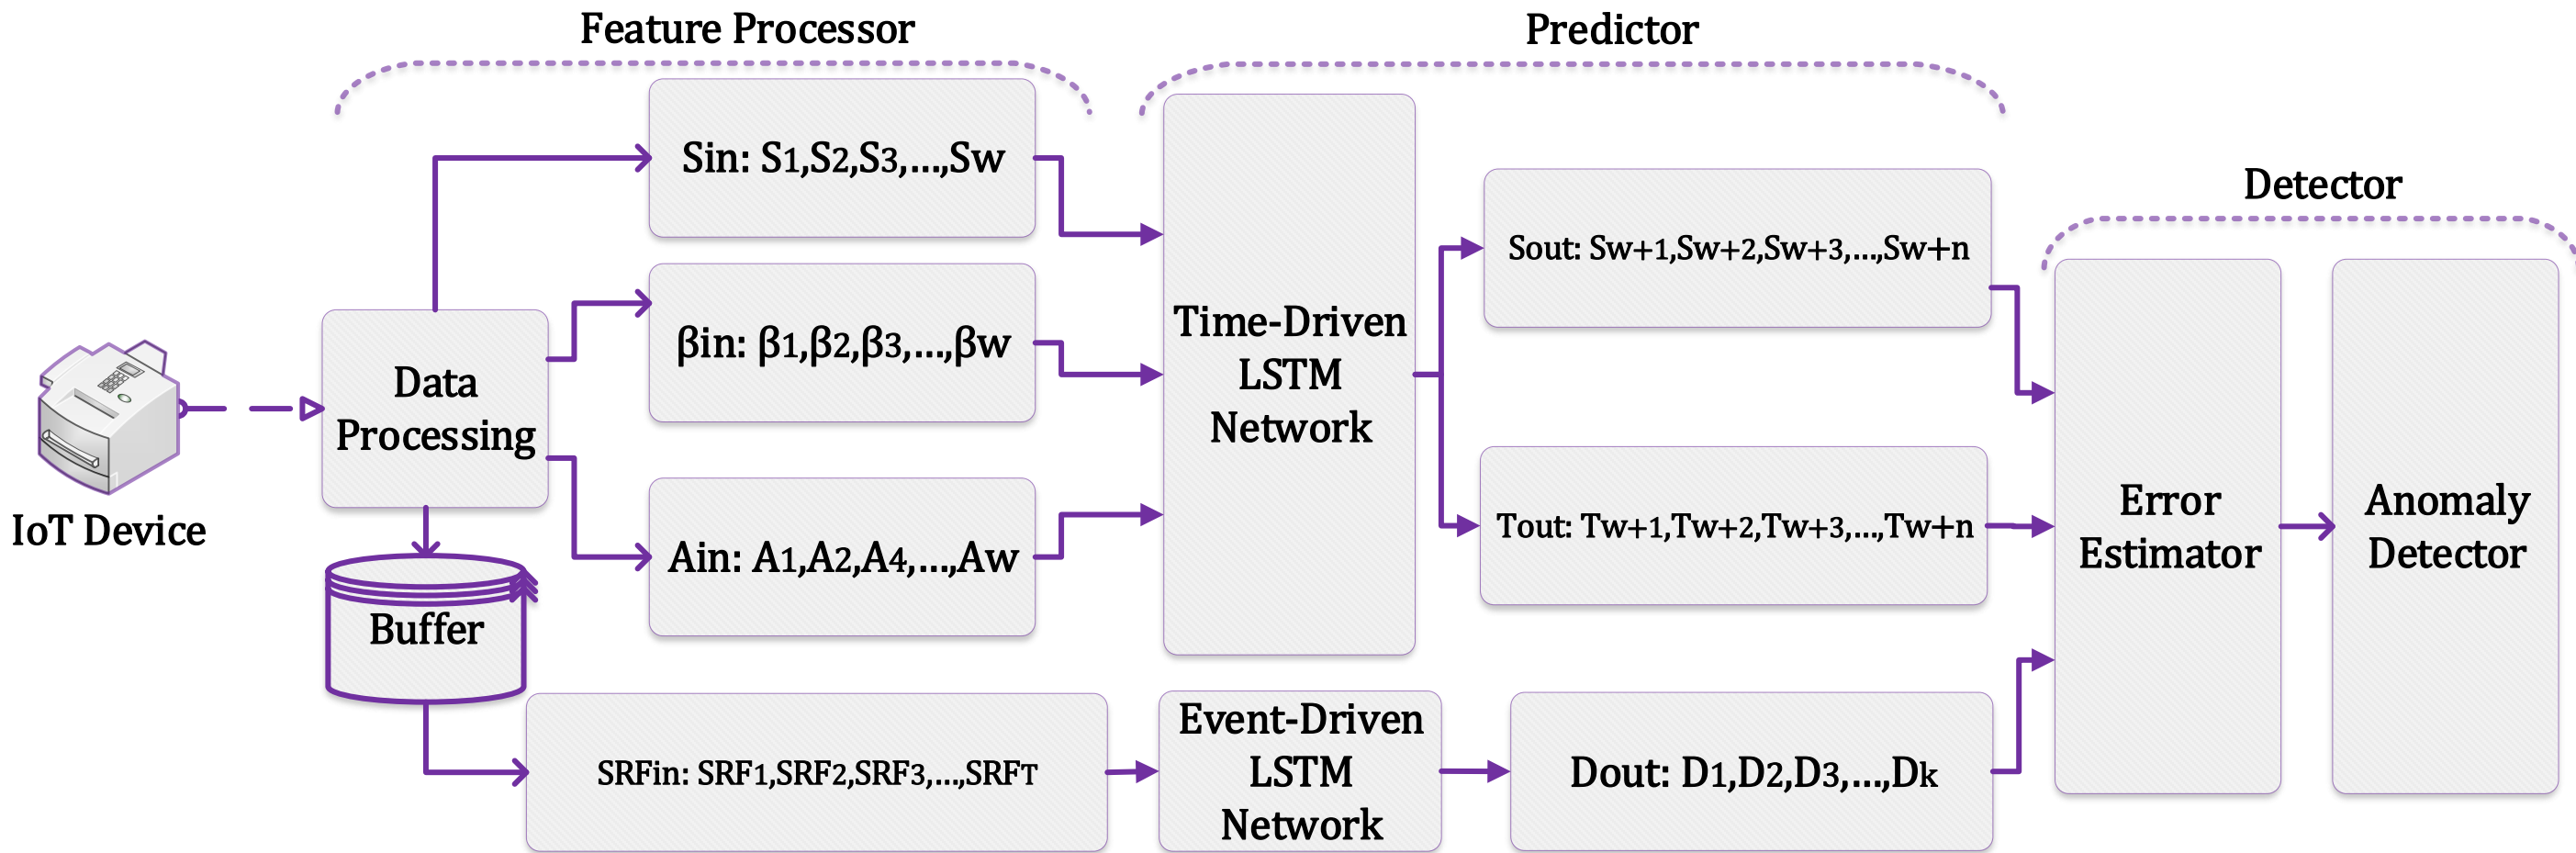 Feature Processor
Predictor
Detector
Sin: S1,S2,S3,...,Sw
βin: β1,β2,β3,...,βw
Ain: A1,A2,A4,...,Aw
Data
Processing
IoT Device
Buffer
SRFin: SRF1,SRF2,SRF3,...,SRFT
Time-Driven
LSTM
Network
Event-Driven
LSTM
Network
Sout: Sw+1,Sw+2,Sw+3,...,Sw+n
Tout: Tw+1,Tw+2,Tw+3,...,Tw+n
Dout: D1,D2,D3,...,Dk
Error
Estimator
Anomaly
Detector